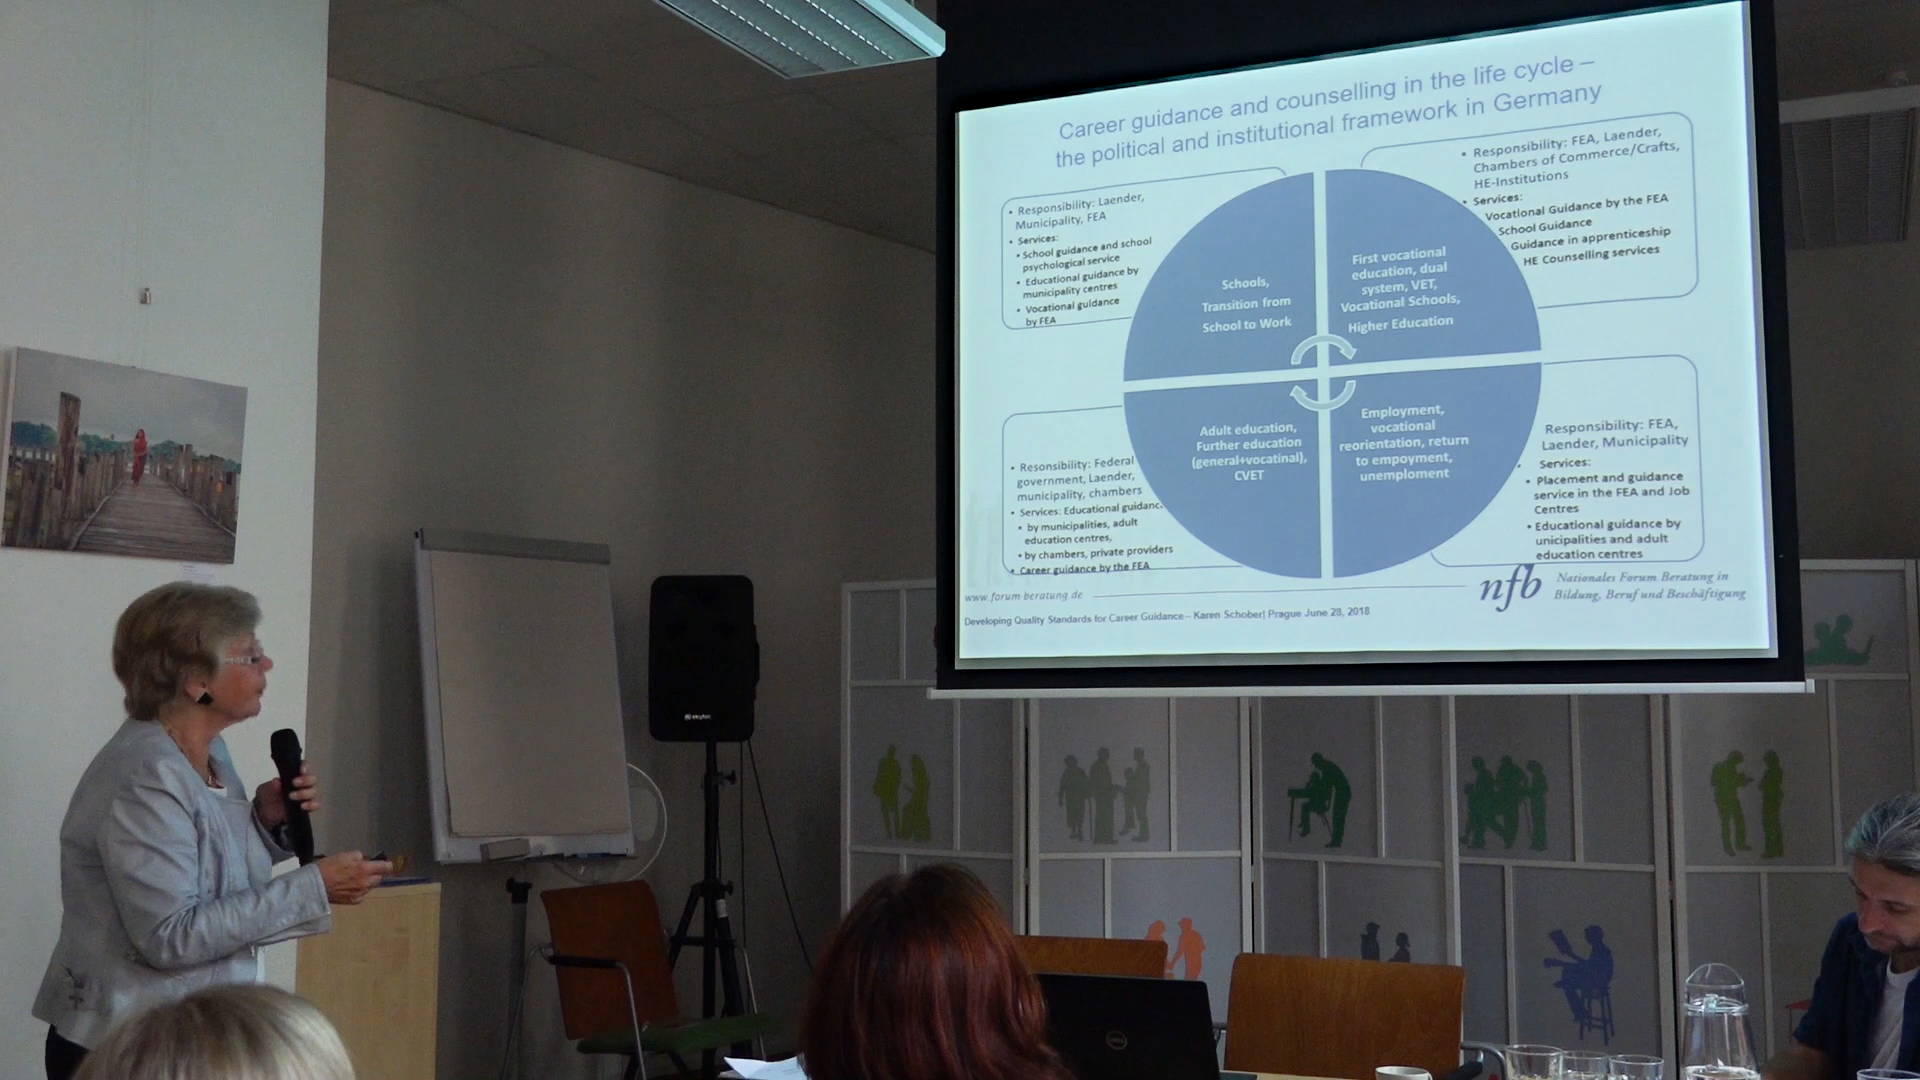 Career guidance and counselling in the life cycle –
the political and institutional framework in Germany
• Responsibility: Laender,
Municipality, FEA
• Services:
• School guidance and school
psychological service
• Educational guidance by
municipality centres
• Vocational guidance
by FEA
• Responsibility: FEA, Laender,
Chambers of Commerce/Crafts,
HE-Institutions
• Services:
Vocational Guidance by the FEA
School Guidance
Guidance in apprenticeship
HE Counselling services
Schools,
Transition from
School to Work
First vocational
education, dual
system, VET,
Vocational Schools,
Higher Education
Adult education,
Further education
(general+vocatinal),
CVET
Employment,
vocational
reorientation, return
to empoyment,
unemploment
• Resonsibility: Federal
government, Laender,
municipality, chambers
• Services: Educational guidanc
• by municipalities, adult
education centres,
• by chambers, private providers
• Career guidance by the FEA
Responsibility: FEA,
Laender, Municipality
• Services:
• Placement and guidance
service in the FEA and Job
Centres
• Educational guidance by
unicipalities and adult
education centres
www.forum-beratung.de
nfb
Nationales Forum Beratung in
Bildung, Beruf und Beschäftigung
Developing Quality Standards for Career Guidance – Karen Schober| Prague June 28, 2018
DELL